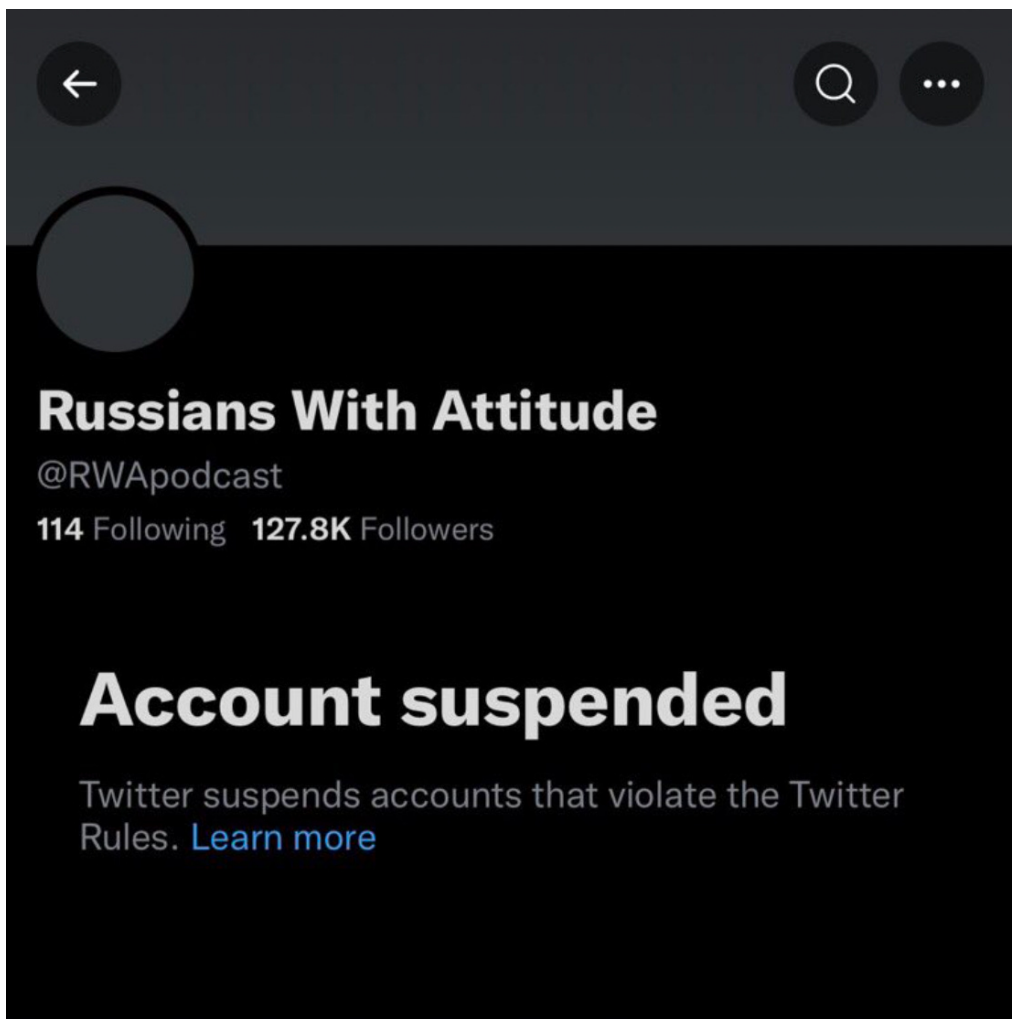 Russians With Attitude
@RWApodcast
114 Following 127.8K Followers
Account suspended
Twitter suspends accounts that violate the Twitter
Rules. Learn more